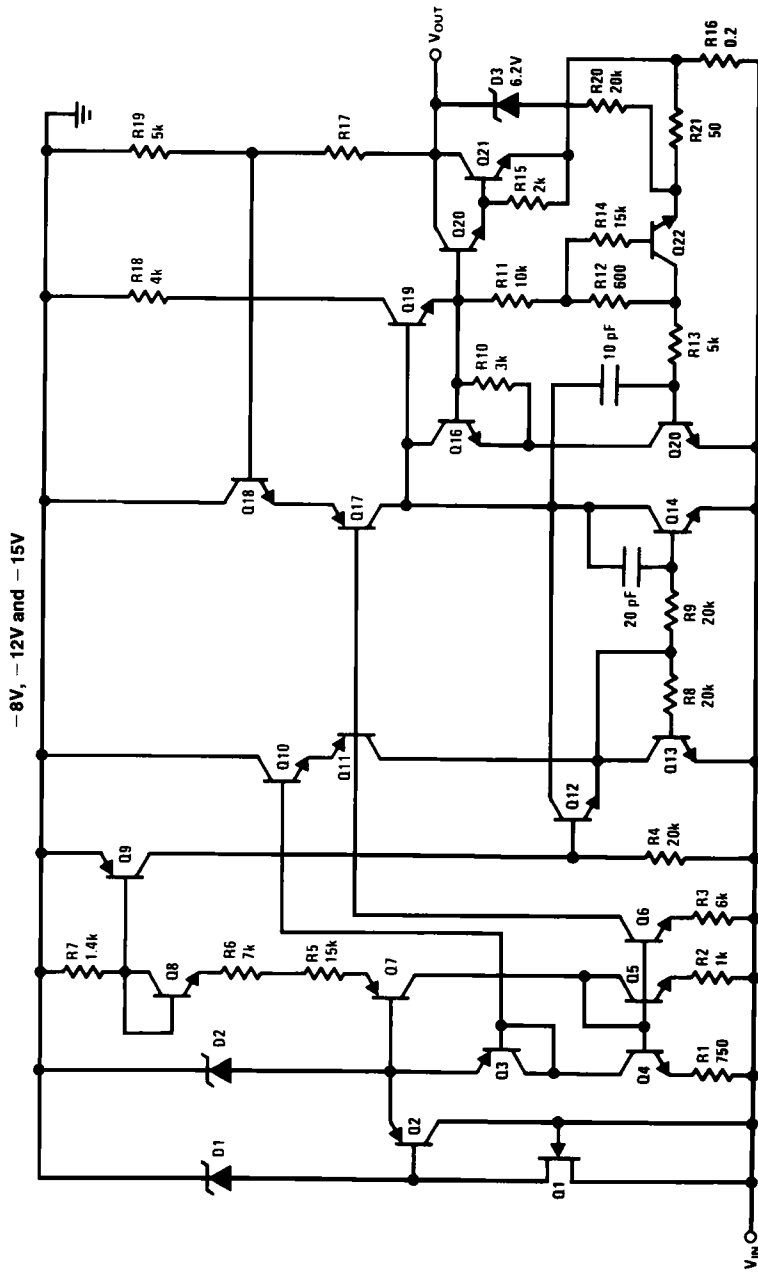 −8V, −12V and −15V
D1
D2
R7
1.4k
Q9
R18
4k
R19
5k
Q8
R6
7k
R5
15k
Q10
Q18
R17
VOUT
Q2
Q3
Q7
Q11
Q17
Q19
Q20
Q21
D3
6.2V
R15
2k
R20
20k
Q1
Q4
Q5
Q6
Q12
Q16
R10
3k
R11
10k
R14
15k
R12
600
Q22
R21
50
R16
0.2
R1
750
R2
1k
R3
6k
R4
20k
Q13
R8
20k
R9
20k
20 pF
Q14
10 pF
Q20
R13
5k
VIN